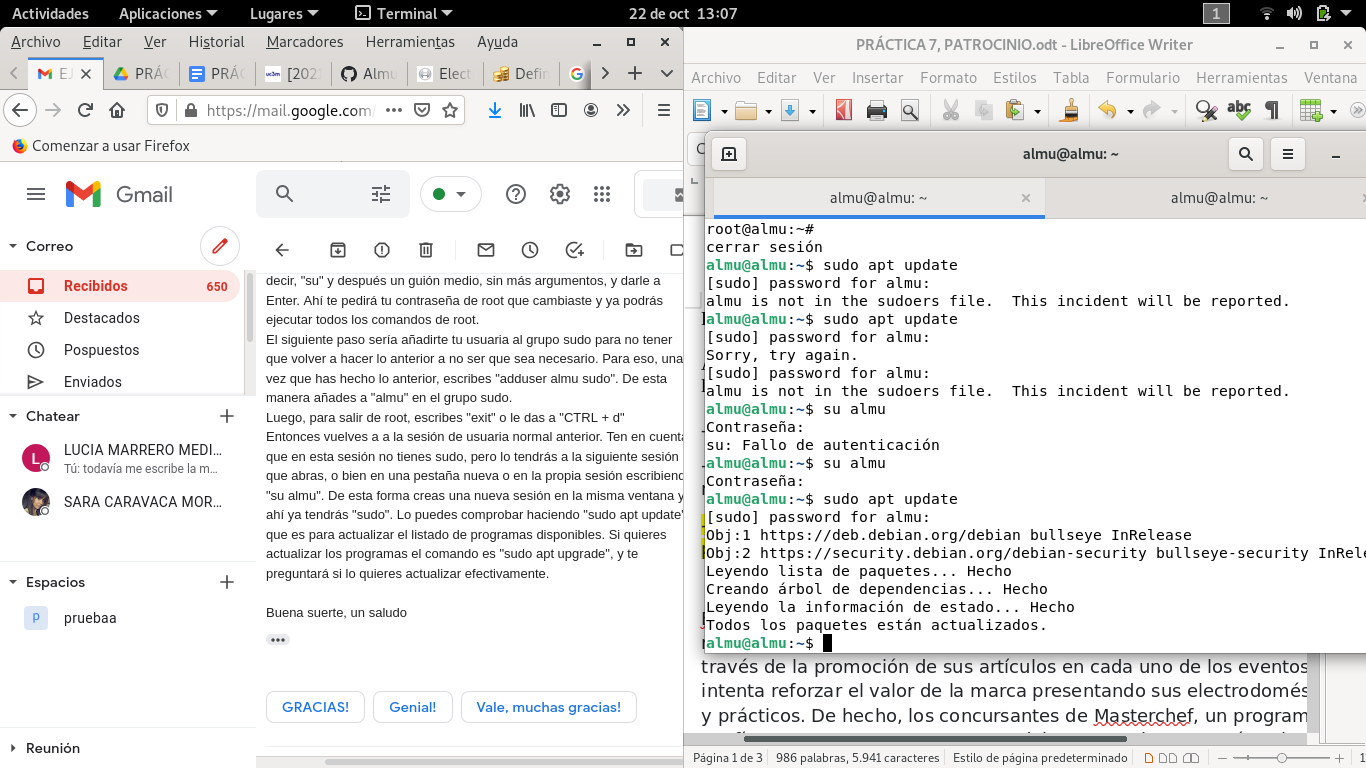 Actividades Aplicaciones Lugares Terminal 22 de oct 13:07 1
Archivo Editar Ver Historial Marcadores Herramientas Ayuda
EJ PRÁC PRÁC uc3m [202 Almu Elect Defin
https://mail.google.com/
Comenzar a usar Firefox
Gmail
Correo
Recibidos 650
Destacados
Pospuestos
Enviados
Chatear
L LUCIA MARRERO MEDI...
Tú: todavía me escribe la m...
SARA CARAVACA MOR...
Espacios
p pruebaa
Reunión
decir, "su" y después un guión medio, sin más argumentos, y darle a
Enter. Ahí te pedirá tu contraseña de root que cambiaste y ya podrás
ejecutar todos los comandos de root.
El siguiente paso sería añadirte tu usuaria al grupo sudo para no tener
que volver a hacer lo anterior a no ser que sea necesario. Para eso, una
vez que has hecho lo anterior, escribes "adduser almu sudo". De esta
manera añades a "almu" en el grupo sudo.
Luego, para salir de root, escribes "exit" o le das a "CTRL + d"
Entonces vuelves a a la sesión de usuaria normal anterior. Ten en cuenta
que en esta sesión no tienes sudo, pero lo tendrás a la siguiente sesión
que abras, o bien en una pestaña nueva o en la propia sesión escribiend
"su almu". De esta forma creas una nueva sesión en la misma ventana y
ahí ya tendrás "sudo". Lo puedes comprobar haciendo "sudo apt update"
que es para actualizar el listado de programas disponibles. Si quieres
actualizar los programas el comando es "sudo apt upgrade", y te
preguntará si lo quieres actualizar efectivamente.
Buena suerte, un saludo
GRACIAS! Genial! Vale, muchas gracias!
PRÁCTICA 7, PATROCINIO.odt - LibreOffice Writer
Archivo Editar Ver Insertar Formato Estilos Tabla Formulario Herramientas Ventana
almu@almu: ~
almu@almu: ~ almu@almu: ~
root@almu:~#
cerrar sesión
almu@almu:~$ sudo apt update
[sudo] password for almu:
almu is not in the sudoers file.  This incident will be reported.
almu@almu:~$ sudo apt update
[sudo] password for almu:
Sorry, try again.
[sudo] password for almu:
almu is not in the sudoers file.  This incident will be reported.
almu@almu:~$ su almu
Contraseña:
su: Fallo de autenticación
almu@almu:~$ su almu
Contraseña:
almu@almu:~$ sudo apt update
[sudo] password for almu:
Obj:1 https://deb.debian.org/debian bullseye InRelease
Obj:2 https://security.debian.org/debian-security bullseye-security InRele
Leyendo lista de paquetes... Hecho
Creando árbol de dependencias... Hecho
Leyendo la información de estado... Hecho
Todos los paquetes están actualizados.
almu@almu:~$
través de la promoción de sus artículos en cada uno de los eventos
intenta reforzar el valor de la marca presentando sus electrodomés
y prácticos. De hecho, los concursantes de Masterchef, un program
Página 1 de 3 986 palabras, 5.941 caracteres Estilo de página predeterminado